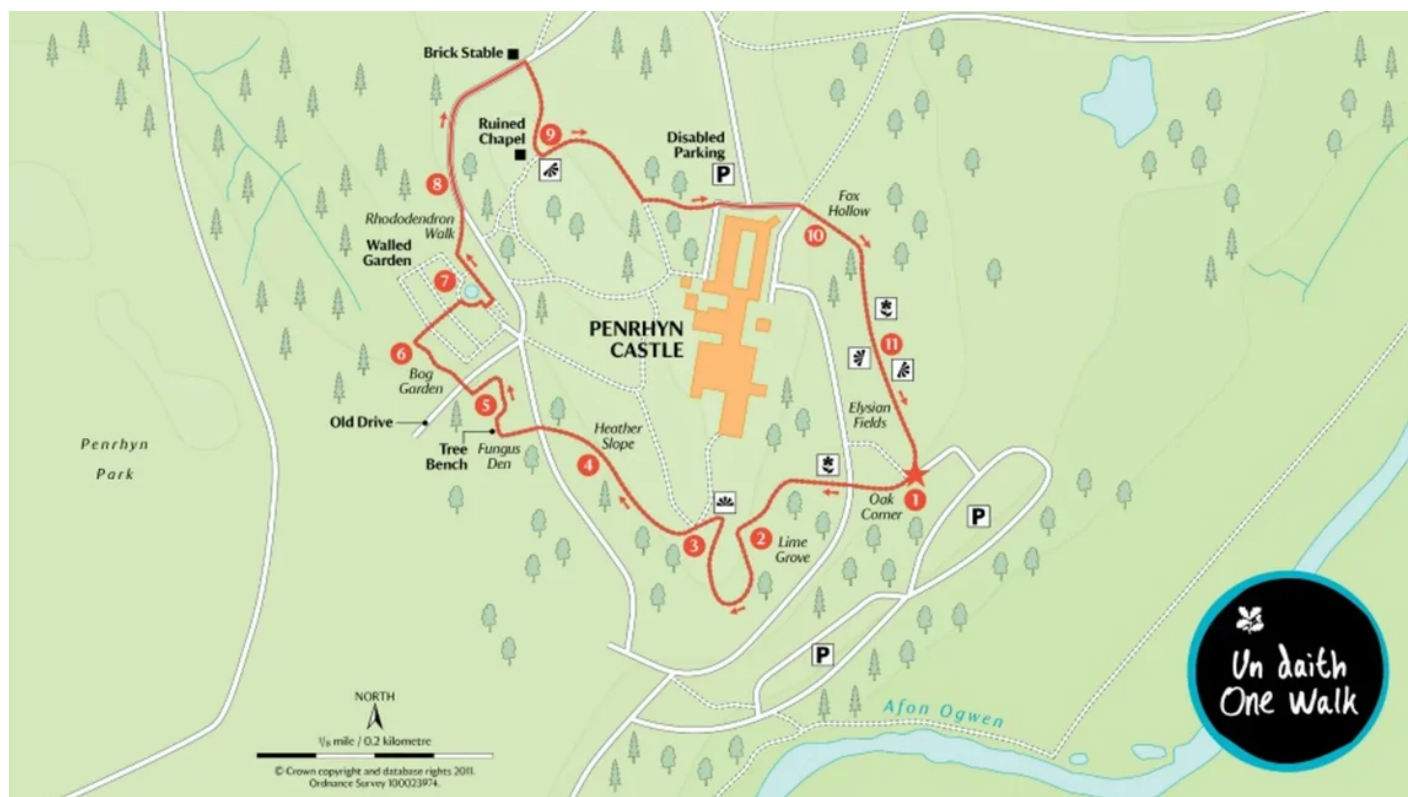 Brick Stable
Ruined
Chapel
9
Disabled
Parking
P
8
Fox
Hollow
10
Rhododendron
Walk
Walled
Garden
7
PENRHYN
CASTLE
11
6
Bog
Garden
5
Old Drive
Tree
Bench
Fungus
Den
Heather
Slope
4
Elysian
Fields
Penrhyn
Park
Oak
Corner
1
P
3
2
Lime
Grove
P
Afon Ogwen
NORTH
1/8 mile / 0.2 kilometre
© Crown copyright and database rights 2011.
Ordnance Survey 100023974.
Un daith
One Walk